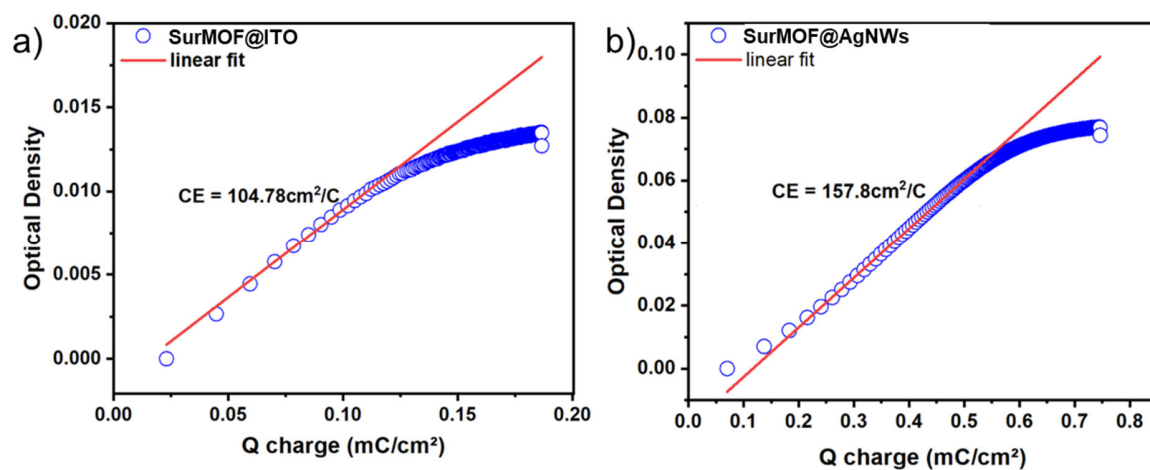 a)
SurMOF@ITO
linear fit
CE = 104.78cm²/C
Optical Density
0.020
0.015
0.010
0.005
0.000
0.00 0.05 0.10 0.15 0.20
Q charge (mC/cm²)
b)
SurMOF@AgNWs
linear fit
CE = 157.8cm²/C
Optical Density
0.10
0.08
0.06
0.04
0.02
0.00
0.0 0.1 0.2 0.3 0.4 0.5 0.6 0.7 0.8
Q charge (mC/cm²)